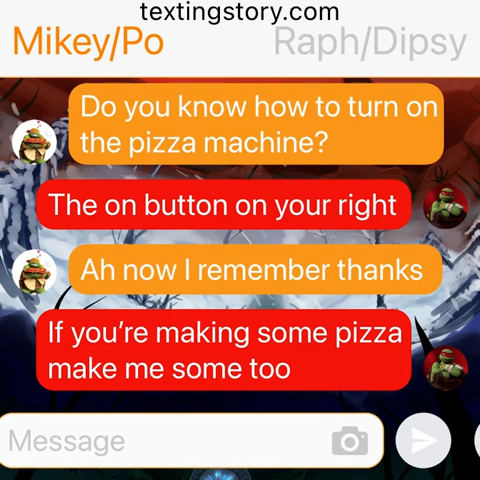 textingstory.com
Mikey/Po
Raph/Dipsy
Do you know how to turn on
the pizza machine?
The on button on your right
Ah now I remember thanks
If you’re making some pizza
make me some too
Message